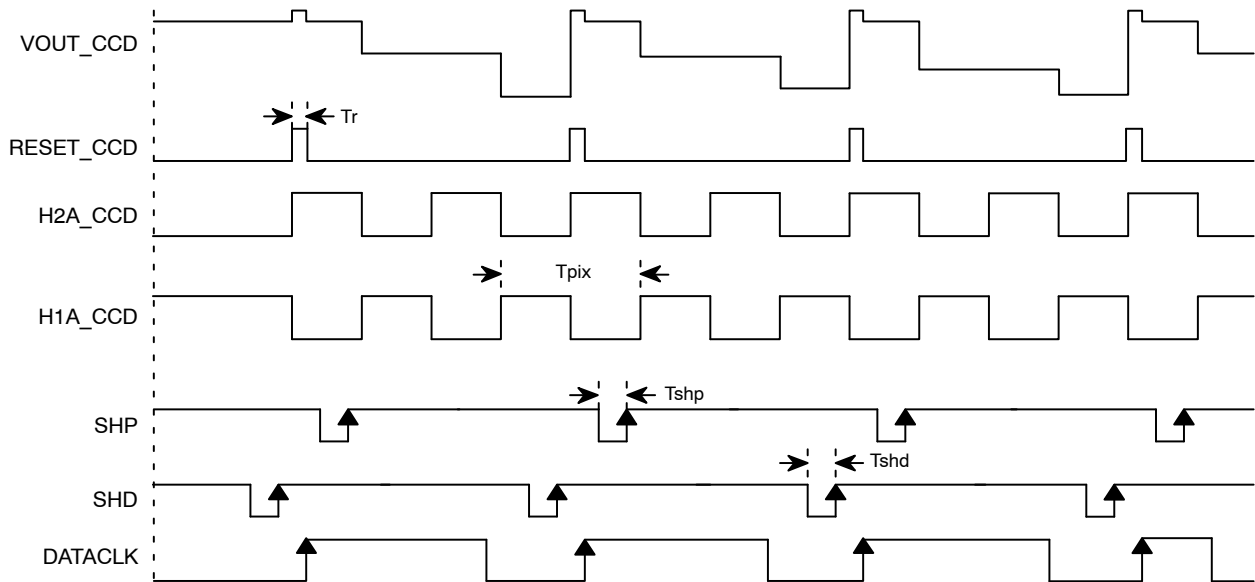 VOUT_CCD
Tr
RESET_CCD
H2A_CCD
Tpix
H1A_CCD
Tshp
SHP
Tshd
SHD
DATACLK